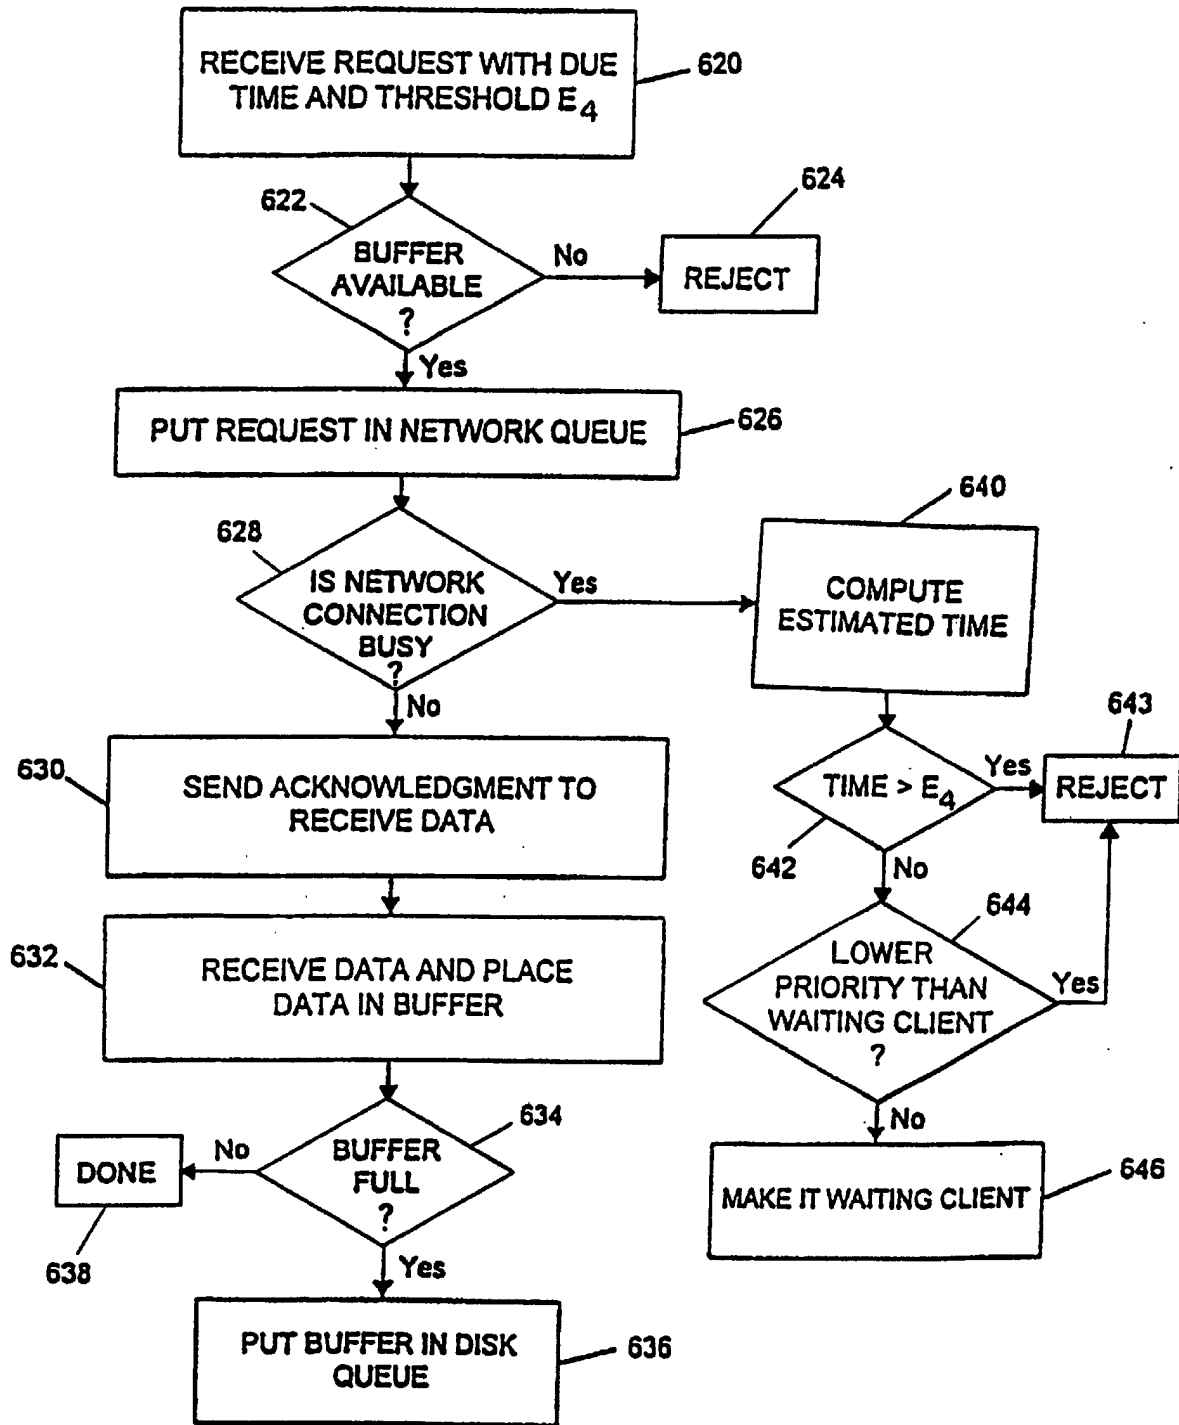 RECEIVE REQUEST WITH DUE
TIME AND THRESHOLD E4
620
622
BUFFER
AVAILABLE
?
No
624
REJECT
Yes
PUT REQUEST IN NETWORK QUEUE
626
628
IS NETWORK
CONNECTION
BUSY
?
Yes
640
COMPUTE
ESTIMATED TIME
No
630
SEND ACKNOWLEDGMENT TO
RECEIVE DATA
TIME > E4
642
Yes
643
REJECT
No
632
RECEIVE DATA AND PLACE
DATA IN BUFFER
644
LOWER
PRIORITY THAN
WAITING CLIENT
?
Yes
No
634
BUFFER
FULL
?
No
DONE
638
MAKE IT WAITING CLIENT
646
Yes
PUT BUFFER IN DISK
QUEUE
636